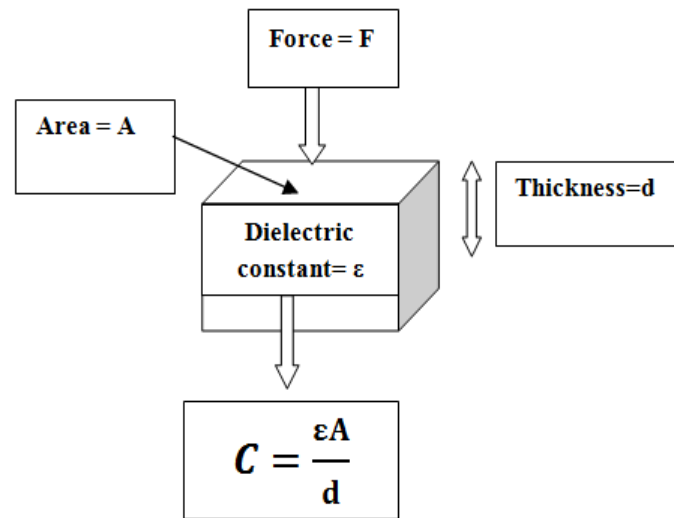 Force = F
Area = A
Thickness=d
Dielectric
constant= ε
C = εA/d